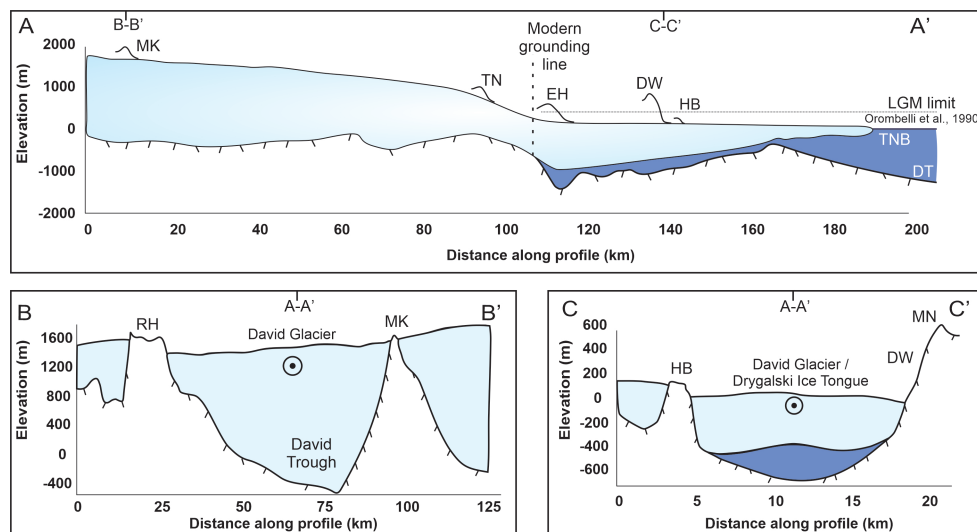 A
B-B'
C-C'
A'
Modern
grounding
line
2000
1000
0
-1000
-2000
Elevation (m)
MK
TN
EH
DW
HB
LGM limit
Orombelli et al., 1990
TNB
DT
0
20
40
60
80
100
120
140
160
180
200
Distance along profile (km)
B
A-A'
B'
1600
1200
800
400
0
-400
Elevation (m)
RH
David Glacier
MK
David
Trough
0
25
50
75
100
125
Distance along profile (km)
C
A-A'
C'
600
400
200
0
-200
-400
-600
Elevation (m)
HB
David Glacier /
Drygalski Ice Tongue
DW
MN
0
5
10
15
20
Distance along profile (km)